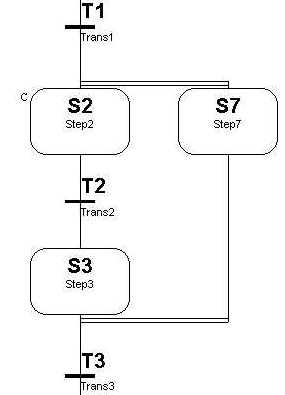 T1
Trans1
C
S2
Step2
S7
Step7
T2
Trans2
S3
Step3
T3
Trans3